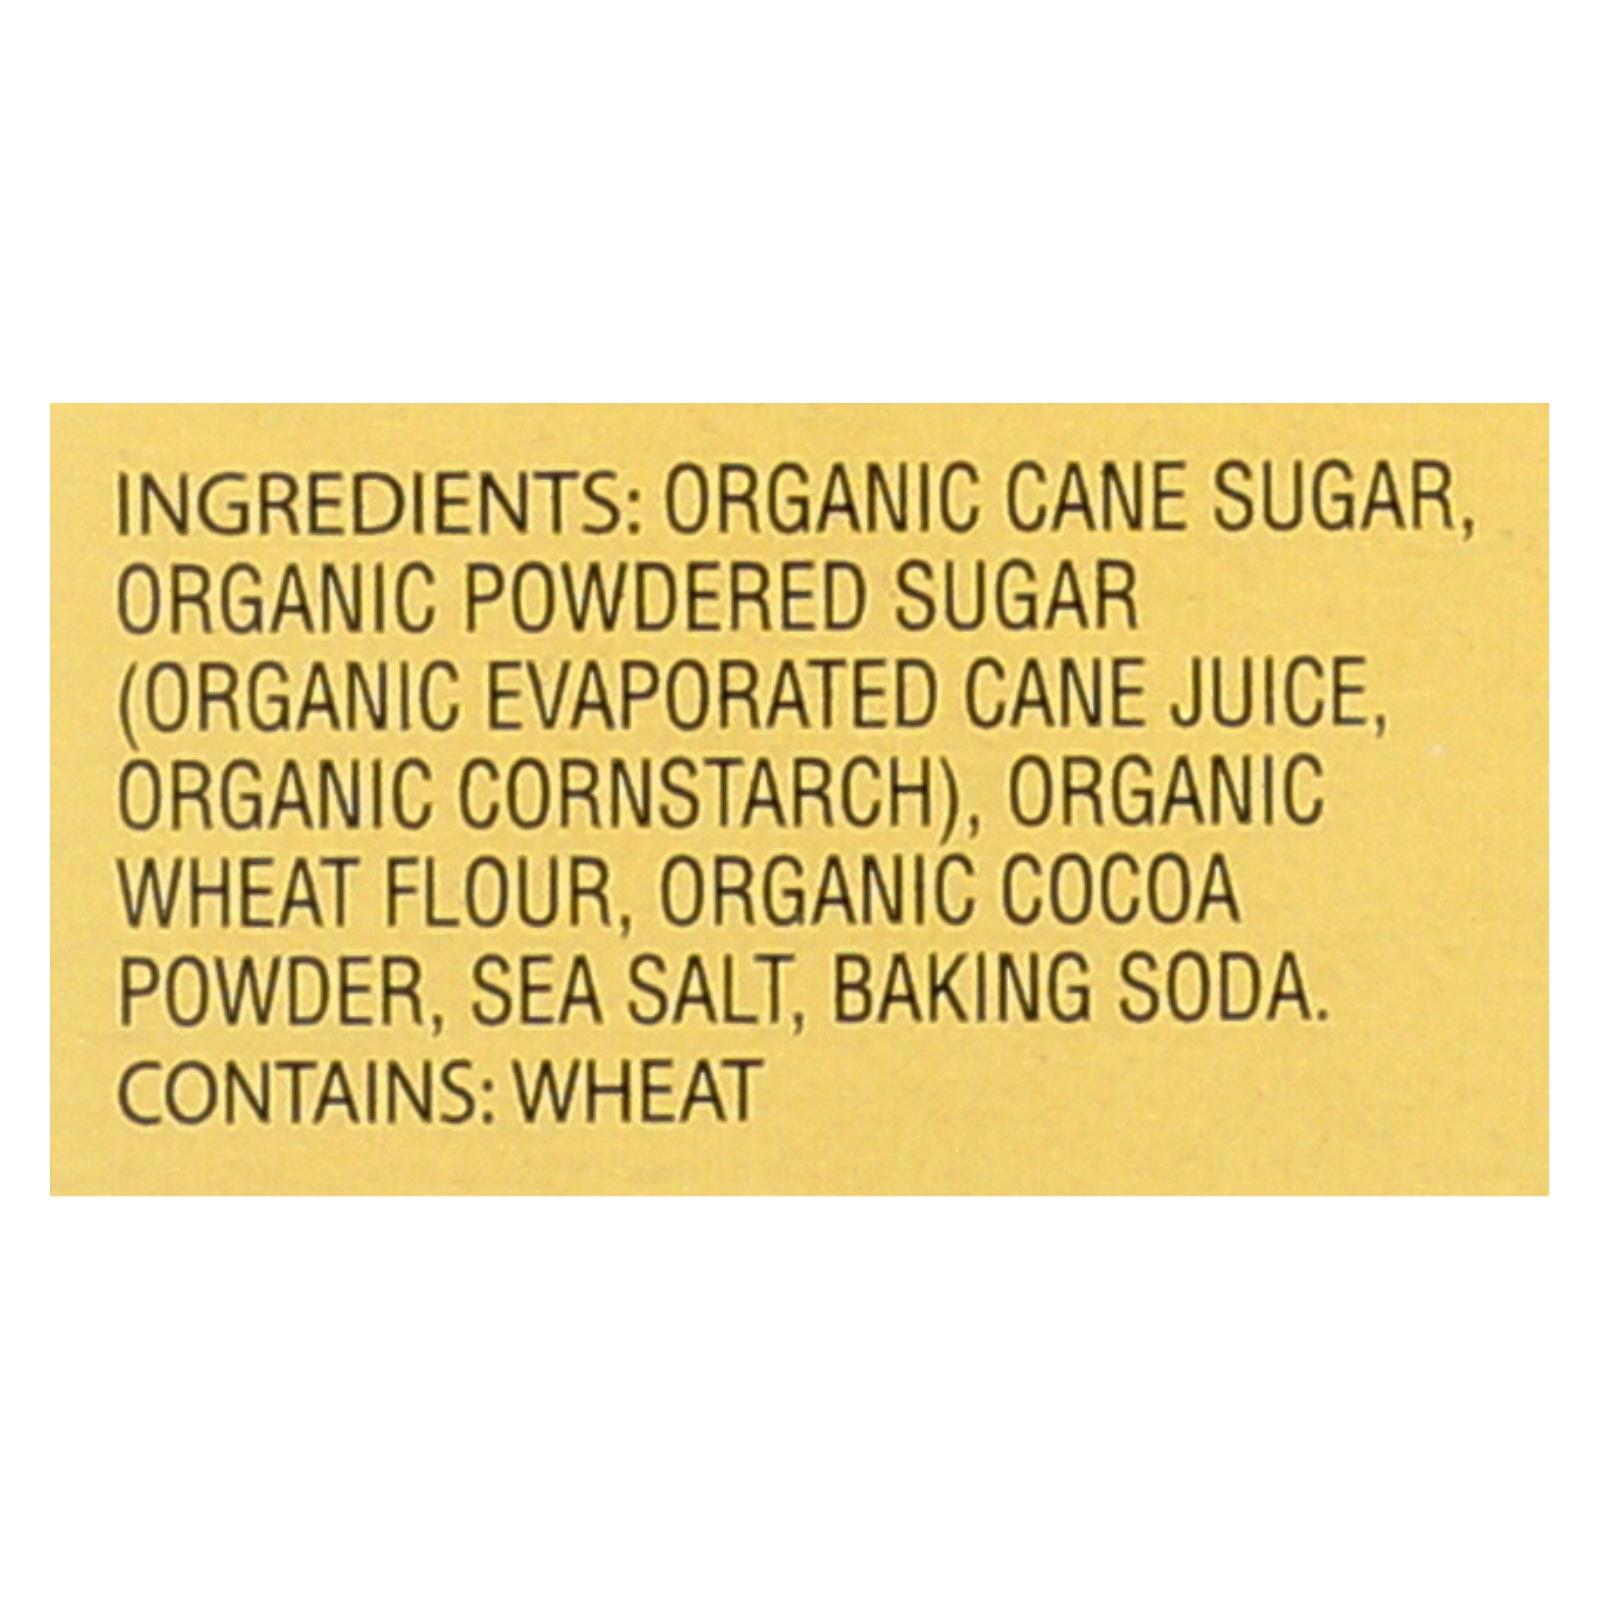 INGREDIENTS: ORGANIC CANE SUGAR,
ORGANIC POWDERED SUGAR
(ORGANIC EVAPORATED CANE JUICE,
ORGANIC CORNSTARCH), ORGANIC
WHEAT FLOUR, ORGANIC COCOA
POWDER, SEA SALT, BAKING SODA.
CONTAINS: WHEAT